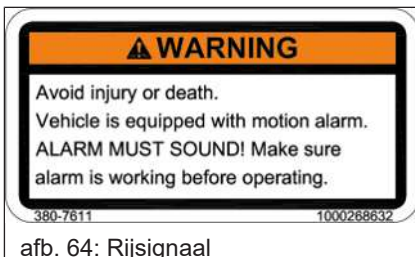 WARNING
Avoid injury or death.
Vehicle is equipped with motion alarm.
ALARM MUST SOUND! Make sure
alarm is working before operating.
380-7611 1000268632
afb. 64: Rijsignaal